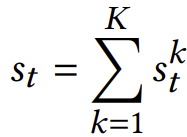 $s_t = \sum_{k=1}^{K} s_t^k$